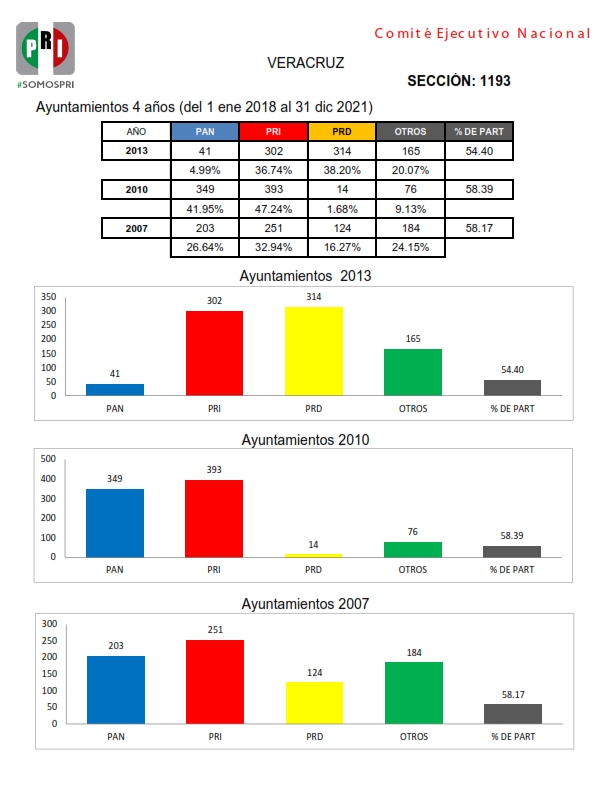 Comité Ejecutivo Nacional
PRI
#SOMOSPRI
VERACRUZ
SECCIÓN: 1193
Ayuntamientos 4 años (del 1 ene 2018 al 31 dic 2021)
AÑO PAN PRI PRD OTROS % DE PART
2013 41 302 314 165 54.40
4.99% 36.74% 38.20% 20.07%
2010 349 393 14 76 58.39
41.95% 47.24% 1.68% 9.13%
2007 203 251 124 184 58.17
26.64% 32.94% 16.27% 24.15%
Ayuntamientos 2013
350
300
250
200
150
100
50
0
41 302 314 165 54.40
PAN PRI PRD OTROS % DE PART
Ayuntamientos 2010
500
400
300
200
100
0
349 393 14 76 58.39
PAN PRI PRD OTROS % DE PART
Ayuntamientos 2007
300
250
200
150
100
50
0
203 251 124 184 58.17
PAN PRI PRD OTROS % DE PART